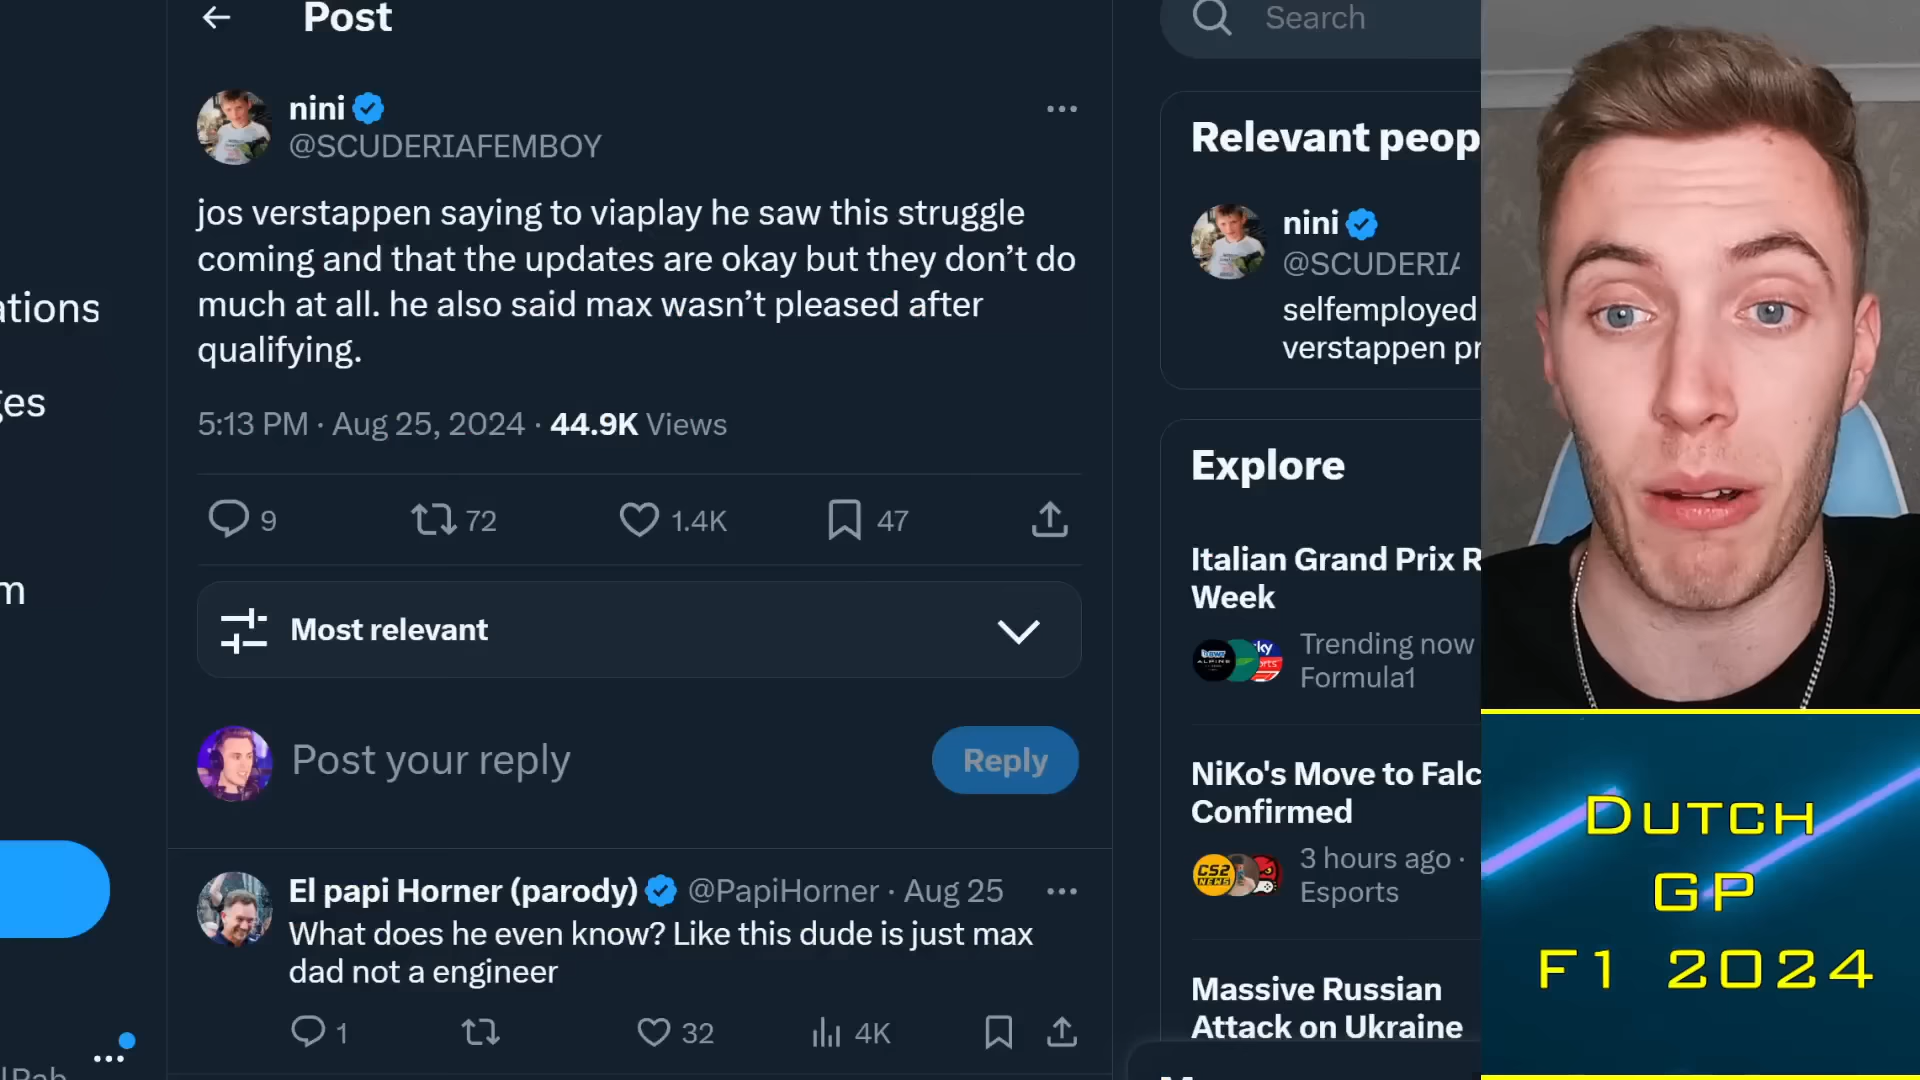 Post
Search
nini
@SCUDERIAFEMBOY
jos verstappen saying to viaplay he saw this struggle
coming and that the updates are okay but they don’t do
much at all. he also said max wasn’t pleased after
qualifying.
5:13 PM · Aug 25, 2024 · 44.9K Views
9 72 1.4K 47
Most relevant
Post your reply
Reply
El papi Horner (parody) @PapiHorner · Aug 25
What does he even know? Like this dude is just max
dad not a engineer
1 32 4K
ations
ges
m
Relevant peop
nini
@SCUDERIA
selfemployed
verstappen pr
Explore
Italian Grand Prix R
Week
Trending now
Formula1
NiKo's Move to Falc
Confirmed
CS2
NEWS
3 hours ago ·
Esports
Massive Russian
Attack on Ukraine
DUTCH
GP
F1 2024